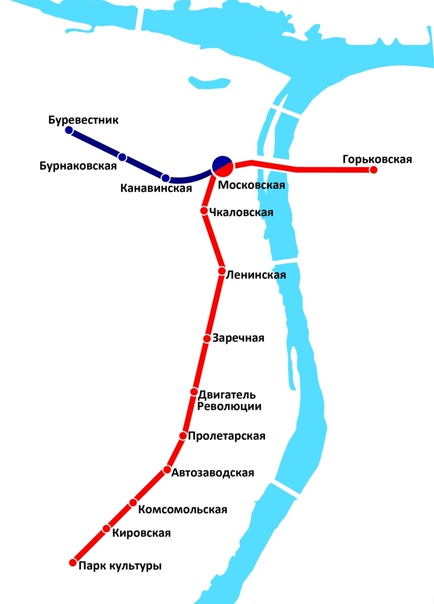 Буревестник
Бурнаковская
Канавинская
Московская
Горьковская
Чкаловская
Ленинская
Заречная
Двигатель
Революции
Пролетарская
Автозаводская
Комсомольская
Кировская
Парк культуры